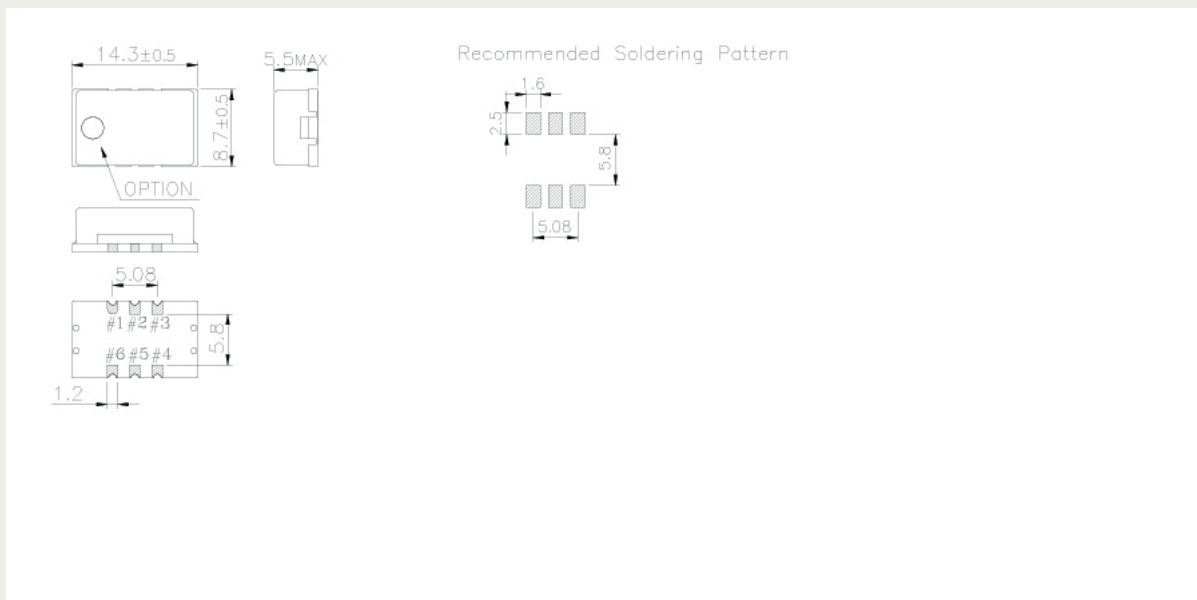 14.3±0.5
5.5MAX
Recommended Soldering Pattern
1.6
2.5
8.7±0.5
5.8
OPTION
5.08
5.08
#1 #2 #3
5.8
#6 #5 #4
1.2